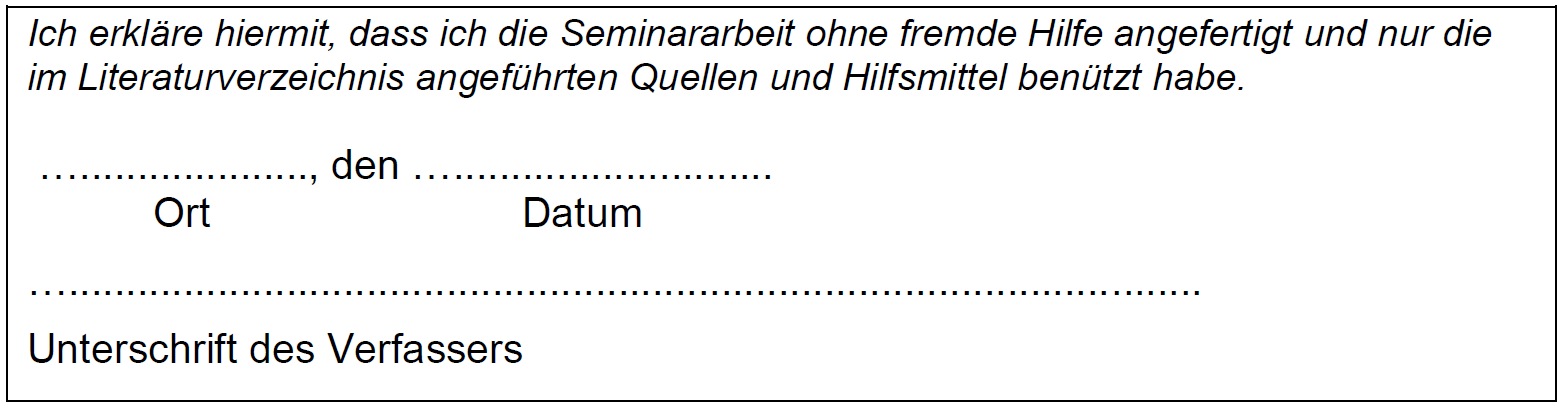 Ich erkläre hiermit, dass ich die Seminararbeit ohne fremde Hilfe angefertigt und nur die
im Literaturverzeichnis angeführten Quellen und Hilfsmittel benützt habe.
…...................., den …............................
Ort Datum
….....................................................................................................
Unterschrift des Verfassers